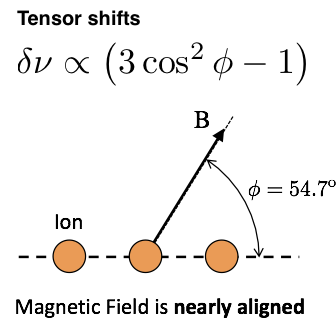 Tensor shifts
δν ∝ (3 cos² ϕ − 1)
B
ϕ = 54.7°
Ion
Magnetic Field is nearly aligned